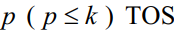 p ( p ≤ k ) TOS